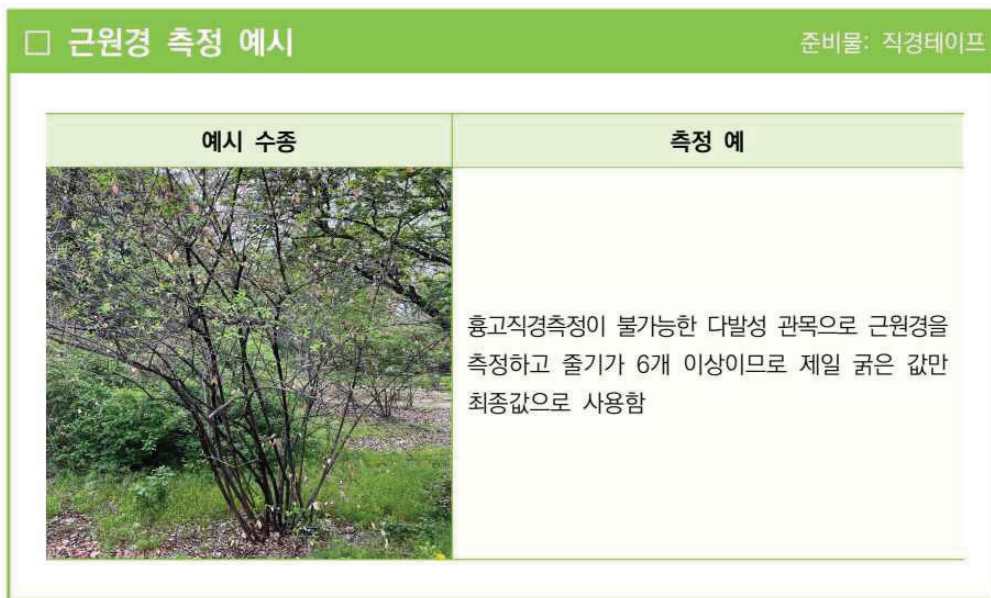 □ 근원경 측정 예시
준비물: 직경테이프
예시 수종
측정 예
흉고직경측정이 불가능한 다발성 관목으로 근원경을
측정하고 줄기가 6개 이상이므로 제일 굵은 값만
최종값으로 사용함